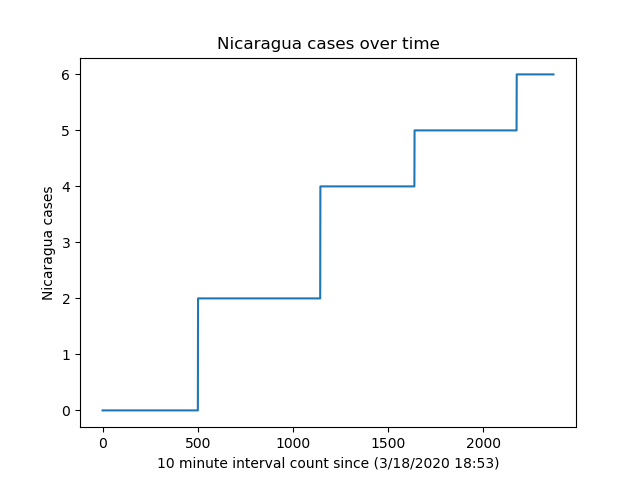 Nicaragua cases over time
6
5
4
3
2
1
0
Nicaragua cases
0 500 1000 1500 2000
10 minute interval count since (3/18/2020 18:53)